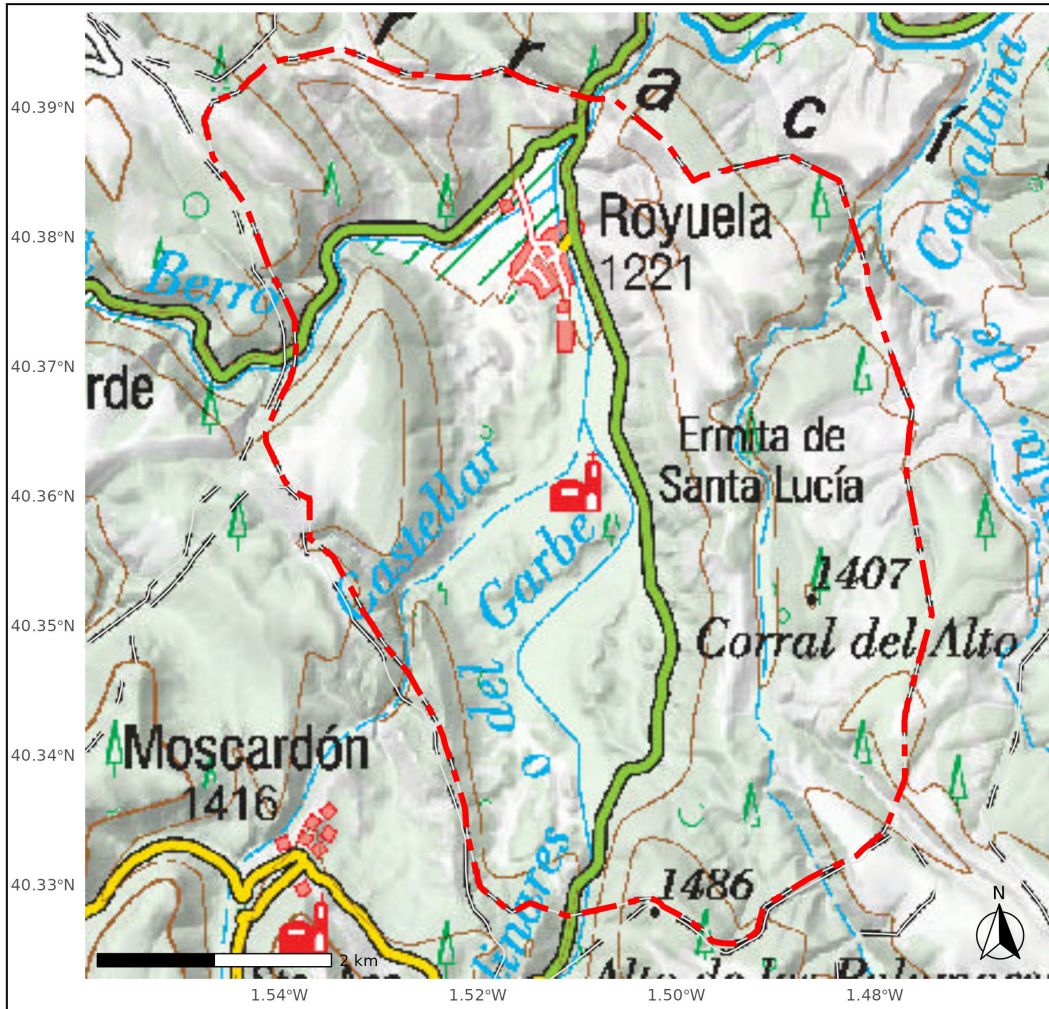 40.39°N
40.38°N
40.37°N
40.36°N
40.35°N
40.34°N
40.33°N
r
r
a
c
í
Capalana
de
Royuela
1221
Berro
rde
Ermita de
Santa Lucía
Castellar
Garbe
del
o
1407
Corral del Alto
Moscardón
1416
1486
N
2 km
1.54°W
1.52°W
1.50°W
1.48°W